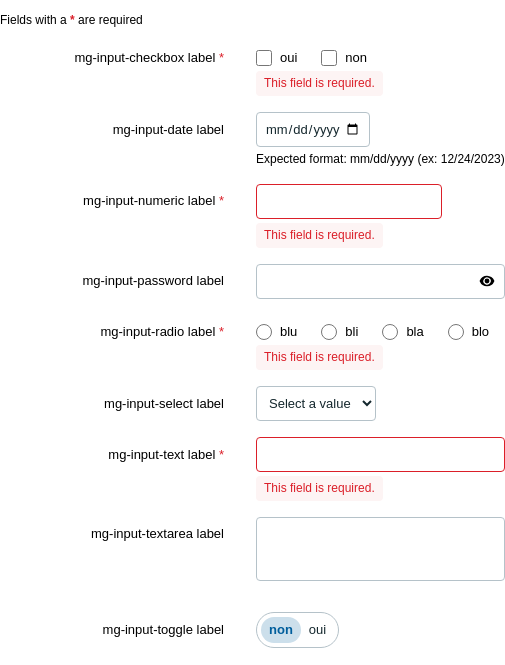 Fields with a * are required
mg-input-checkbox label * oui non
This field is required.
mg-input-date label mm/dd/yyyy
Expected format: mm/dd/yyyy (ex: 12/24/2023)
mg-input-numeric label *
This field is required.
mg-input-password label
mg-input-radio label * blu bli bla blo
This field is required.
mg-input-select label Select a value
mg-input-text label *
This field is required.
mg-input-textarea label
mg-input-toggle label non oui